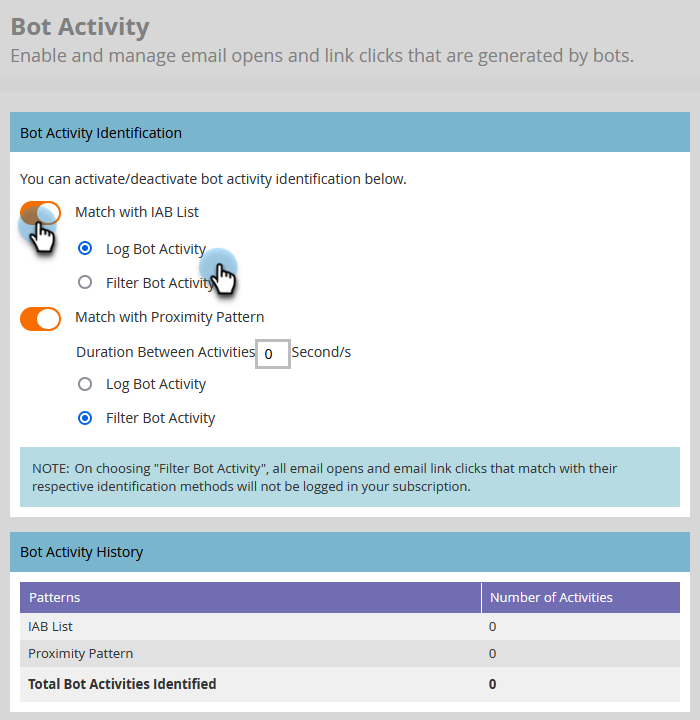 Bot Activity
Enable and manage email opens and link clicks that are generated by bots.
Bot Activity Identification
You can activate/deactivate bot activity identification below.
Match with IAB List
Log Bot Activity
Filter Bot Activity
Match with Proximity Pattern
Duration Between Activities 0 Second/s
Log Bot Activity
Filter Bot Activity
NOTE: On choosing "Filter Bot Activity", all email opens and email link clicks that match with their
respective identification methods will not be logged in your subscription.
Bot Activity History
Patterns Number of Activities
IAB List 0
Proximity Pattern 0
Total Bot Activities Identified 0